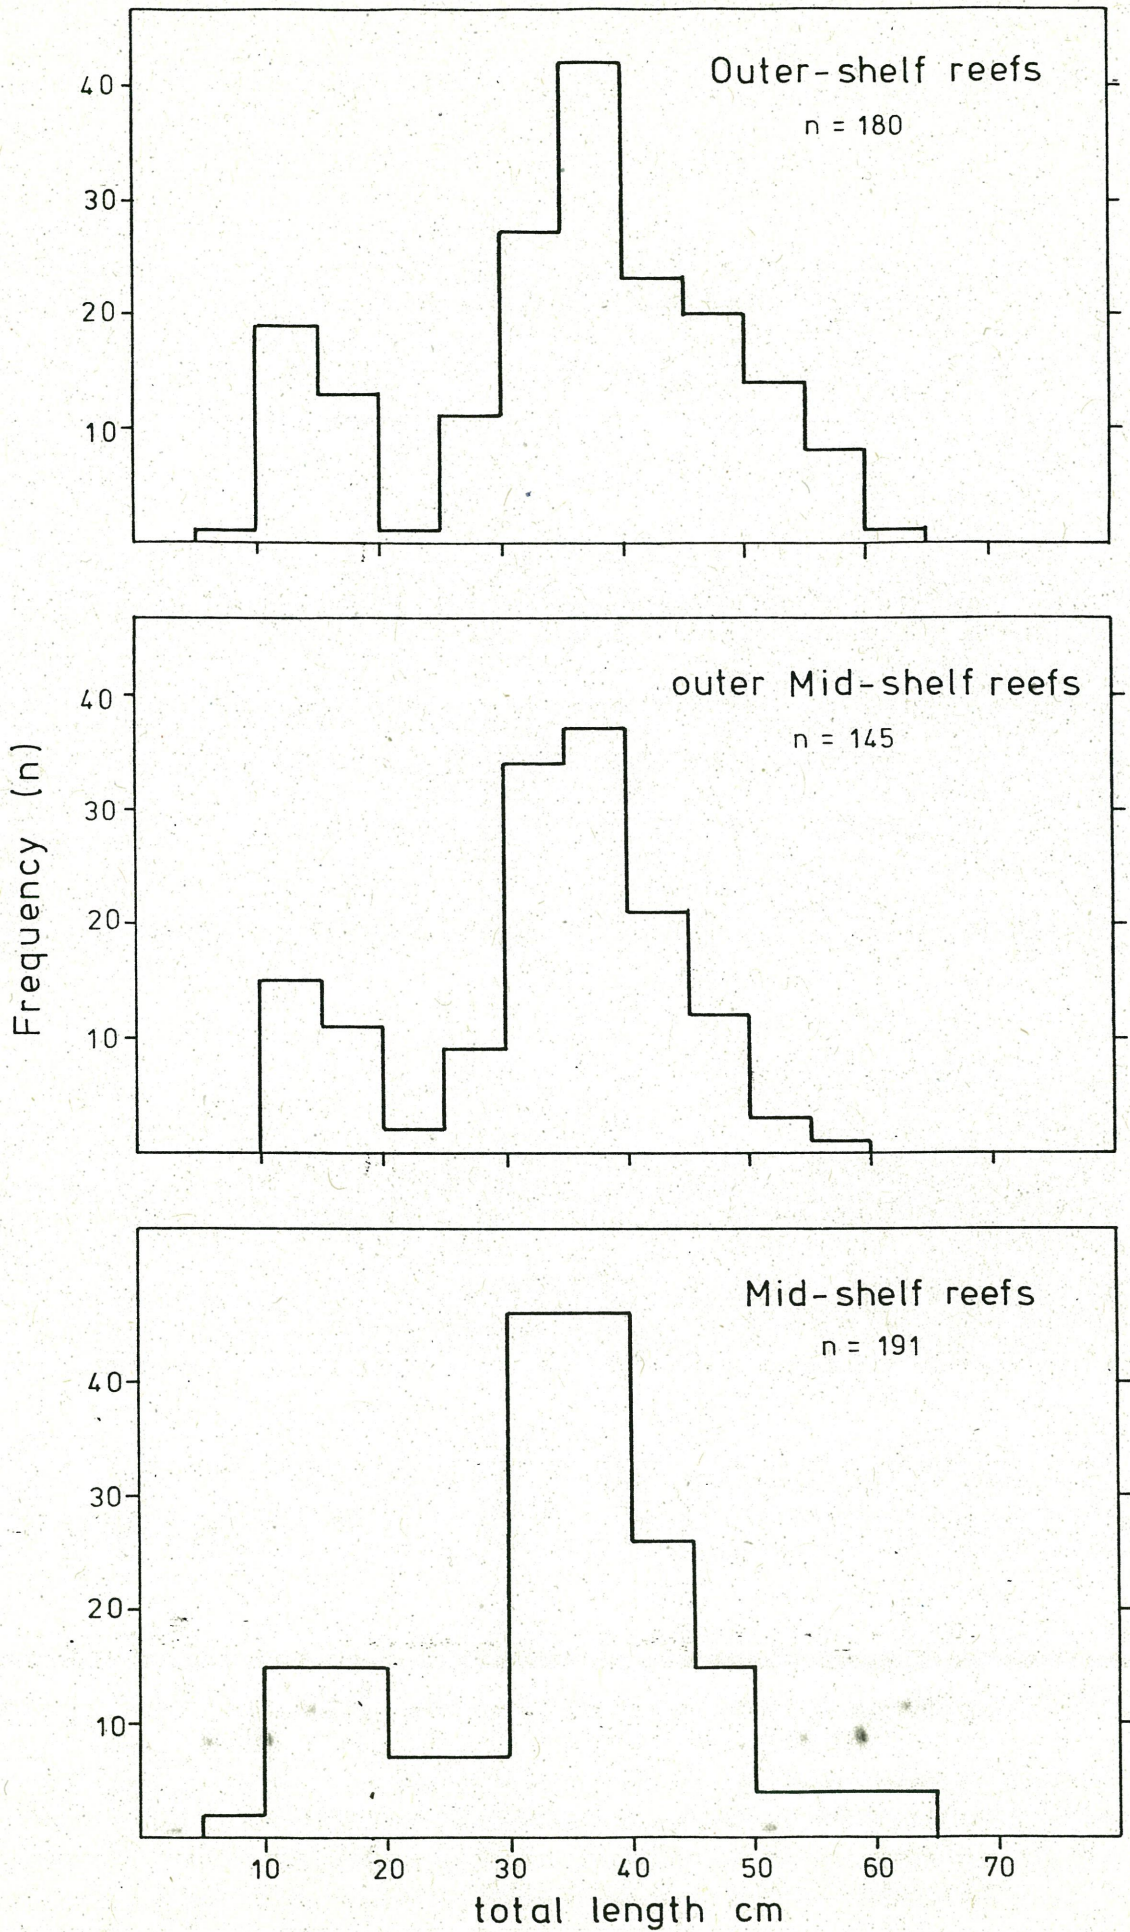 Outer-shelf reefs
n = 180
40
30
20
10
outer Mid-shelf reefs
n = 145
40
30
20
10
Frequency (n)
Mid-shelf reefs
n = 191
40
30
20
10
10 20 30 40 50 60 70
total length cm